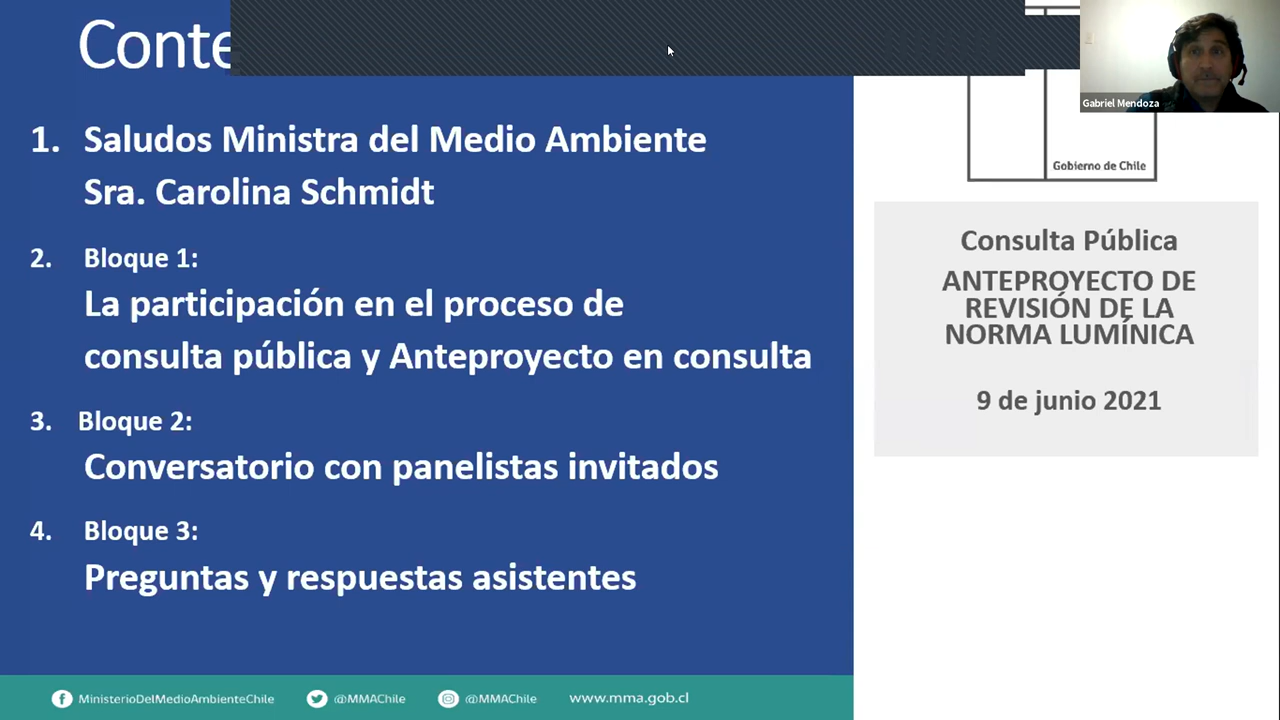 Conte
1. Saludos Ministra del Medio Ambiente
Sra. Carolina Schmidt
2. Bloque 1:
La participación en el proceso de
consulta pública y Anteproyecto en consulta
3. Bloque 2:
Conversatorio con panelistas invitados
4. Bloque 3:
Preguntas y respuestas asistentes
MinisterioDelMedioAmbienteChile @MMAChile @MMAChile www.mma.gob.cl
Gabriel Mendoza
Gobierno de Chile
Consulta Pública
ANTEPROYECTO DE
REVISIÓN DE LA
NORMA LUMÍNICA
9 de junio 2021